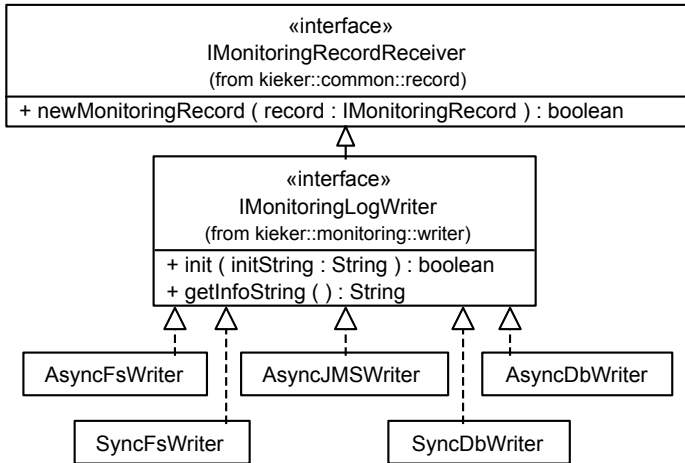 «interface»
IMonitoringRecordReceiver
(from kieker::common::record)
+ newMonitoringRecord ( record : IMonitoringRecord ) : boolean
«interface»
IMonitoringLogWriter
(from kieker::monitoring::writer)
+ init ( initString : String ) : boolean
+ getInfoString ( ) : String
AsyncFsWriter
AsyncJMSWriter
AsyncDbWriter
SyncFsWriter
SyncDbWriter